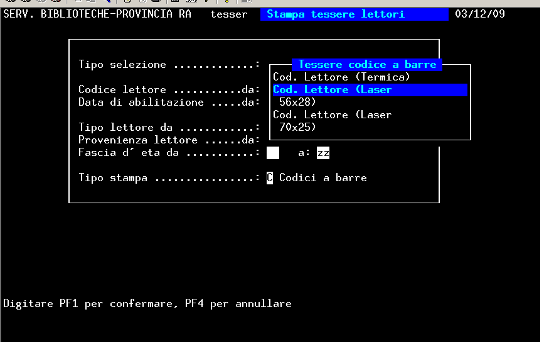 SERV. BIBLIOTECHE-PROVINCIA RA tesser Stampa tessere lettori 03/12/09
Tipo selezione .............:
Tessere codice a barre
Cod. Lettore (Termica)
Codice lettore ..........da:
Cod. Lettore (Laser
Data di abilitazione .....da:
56x28)
Cod. Lettore (Laser
Tipo lettore da ............:
70x25)
Provenienza lettore ......da:
Fascia d' eta da ...........: a: zz
Tipo stampa ................: C Codici a barre
Digitare PF1 per confermare, PF4 per annullare